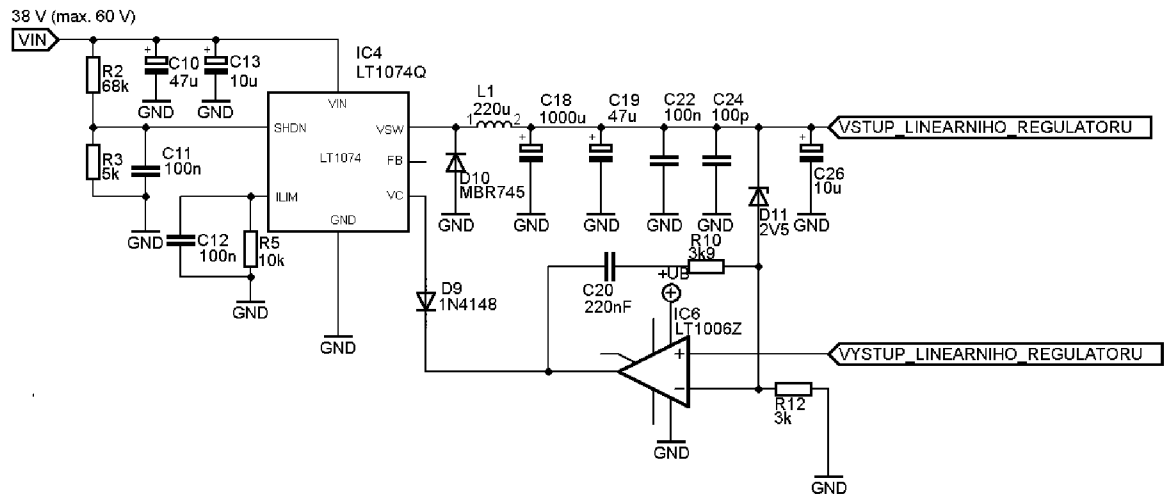 38 V (max. 60 V)
VIN
R2
68k
C10
47u
C13
10u
IC4
LT1074Q
VIN
SHDN
VSW
LT1074
FB
ILIM
VC
GND
GND
GND
R3
5k
C11
100n
GND
C12
100n
R5
10k
GND
GND
L1
220u
1
2
D10
MBR745
GND
C18
1000u
GND
C19
47u
GND
C22
100n
GND
C24
100p
GND
VSTUP_LINEARNIHO_REGULATORU
C26
10u
GND
D11
2V5
R10
3k9
C20
220nF
+UB
D9
1N4148
IC6
LT1006Z
VYSTUP_LINEARNIHO_REGULATORU
R12
3k
GND
GND